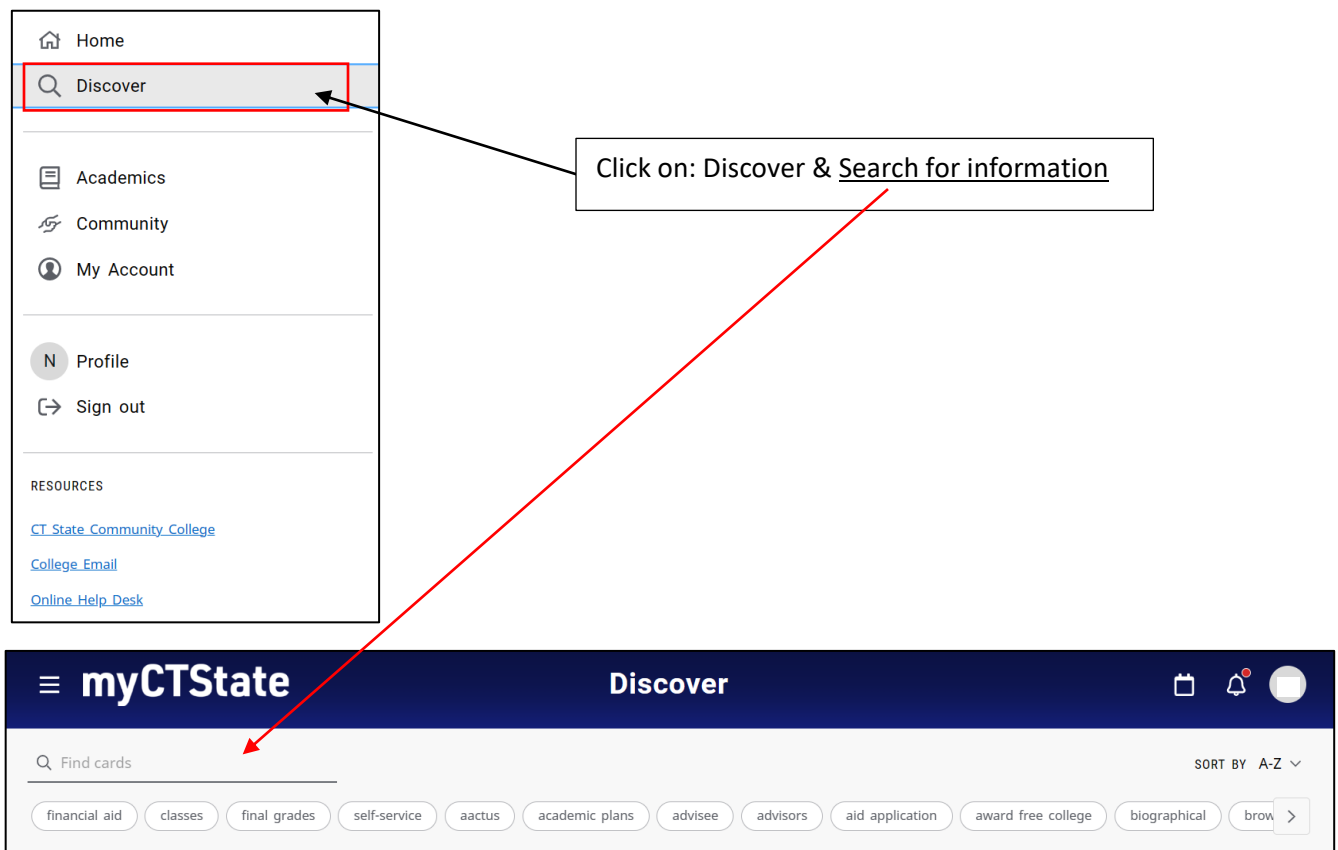 Home
Discover
Click on: Discover & Search for information
Academics
Community
My Account
N Profile
Sign out
RESOURCES
CT State Community College
College Email
Online Help Desk
myCTState Discover
Find cards SORT BY A-Z
financial aid classes final grades self-service aactus academic plans advisee advisors aid application award free college biographical brow